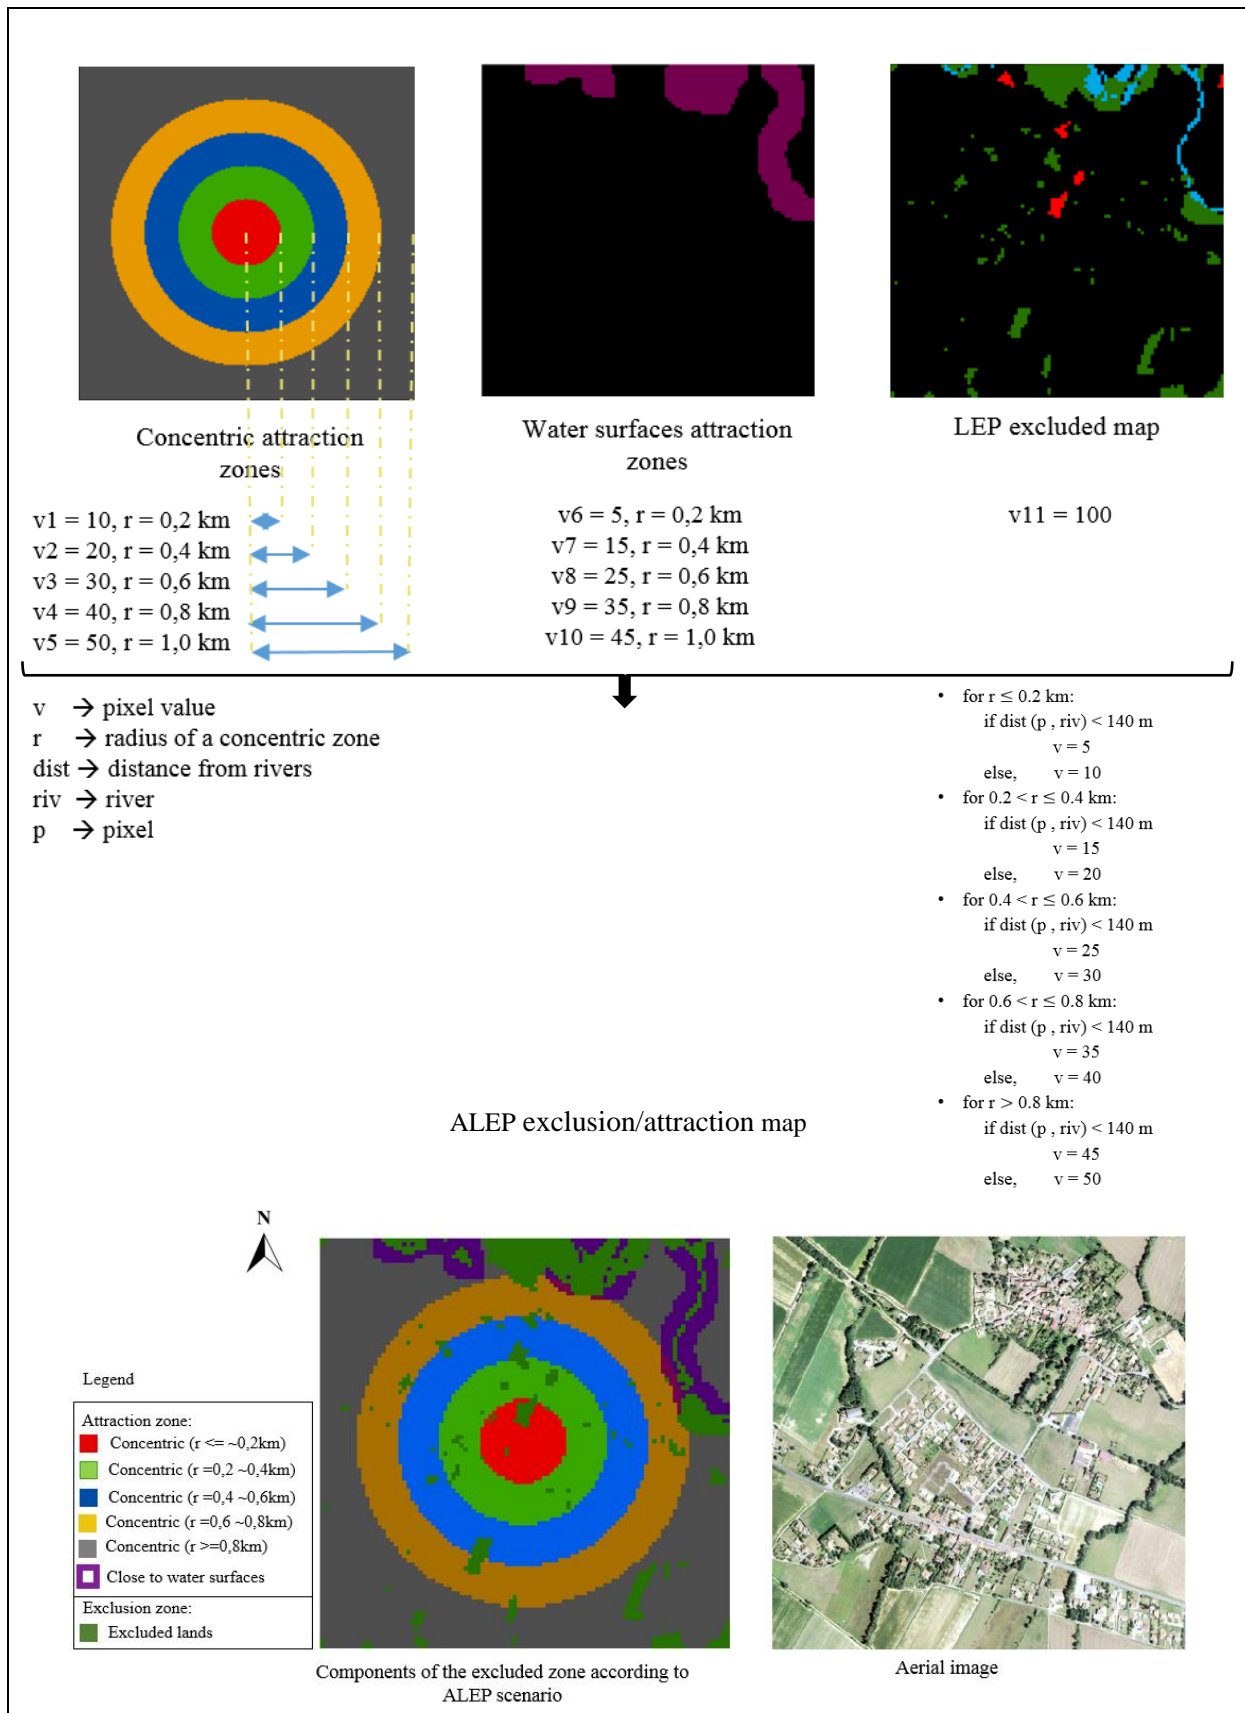 Concentric attraction
zones
Water surfaces attraction
zones
LEP excluded map
v1 = 10, r = 0,2 km
v2 = 20, r = 0,4 km
v3 = 30, r = 0,6 km
v4 = 40, r = 0,8 km
v5 = 50, r = 1,0 km
v6 = 5, r = 0,2 km
v7 = 15, r = 0,4 km
v8 = 25, r = 0,6 km
v9 = 35, r = 0,8 km
v10 = 45, r = 1,0 km
v11 = 100
v → pixel value
r → radius of a concentric zone
dist → distance from rivers
riv → river
p → pixel
• for r ≤ 0.2 km:
if dist (p , riv) < 140 m
v = 5
else, v = 10
• for 0.2 < r ≤ 0.4 km:
if dist (p , riv) < 140 m
v = 15
else, v = 20
• for 0.4 < r ≤ 0.6 km:
if dist (p , riv) < 140 m
v = 25
else, v = 30
• for 0.6 < r ≤ 0.8 km:
if dist (p , riv) < 140 m
v = 35
else, v = 40
• for r > 0.8 km:
if dist (p , riv) < 140 m
v = 45
else, v = 50
ALEP exclusion/attraction map
N
Legend
Attraction zone:
Concentric (r <= ~0,2km)
Concentric (r =0,2 ~0,4km)
Concentric (r =0,4 ~0,6km)
Concentric (r =0,6 ~0,8km)
Concentric (r >=0,8km)
Close to water surfaces
Exclusion zone:
Excluded lands
Components of the excluded zone according to
ALEP scenario
Aerial image